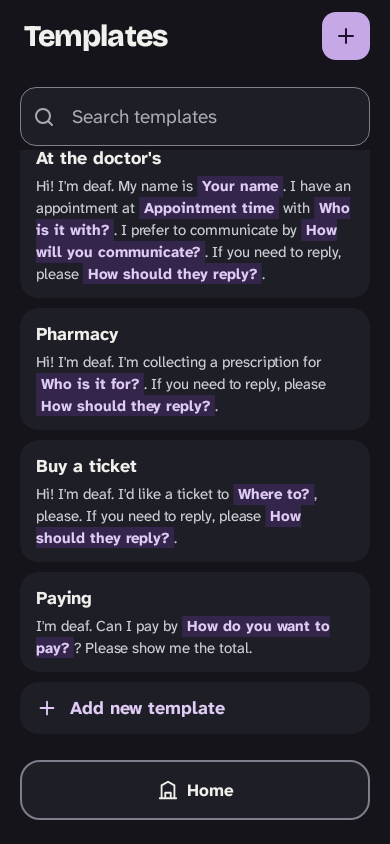 Templates
Search templates
At the doctor's
Hi! I'm deaf. My name is Your name . I have an
appointment at Appointment time with Who
is it with? . I prefer to communicate by How
will you communicate? . If you need to reply,
please How should they reply? .
Pharmacy
Hi! I'm deaf. I'm collecting a prescription for
Who is it for? . If you need to reply, please
How should they reply? .
Buy a ticket
Hi! I'm deaf. I'd like a ticket to Where to? ,
please. If you need to reply, please How
should they reply? .
Paying
I'm deaf. Can I pay by How do you want to
pay? ? Please show me the total.
Add new template
Home